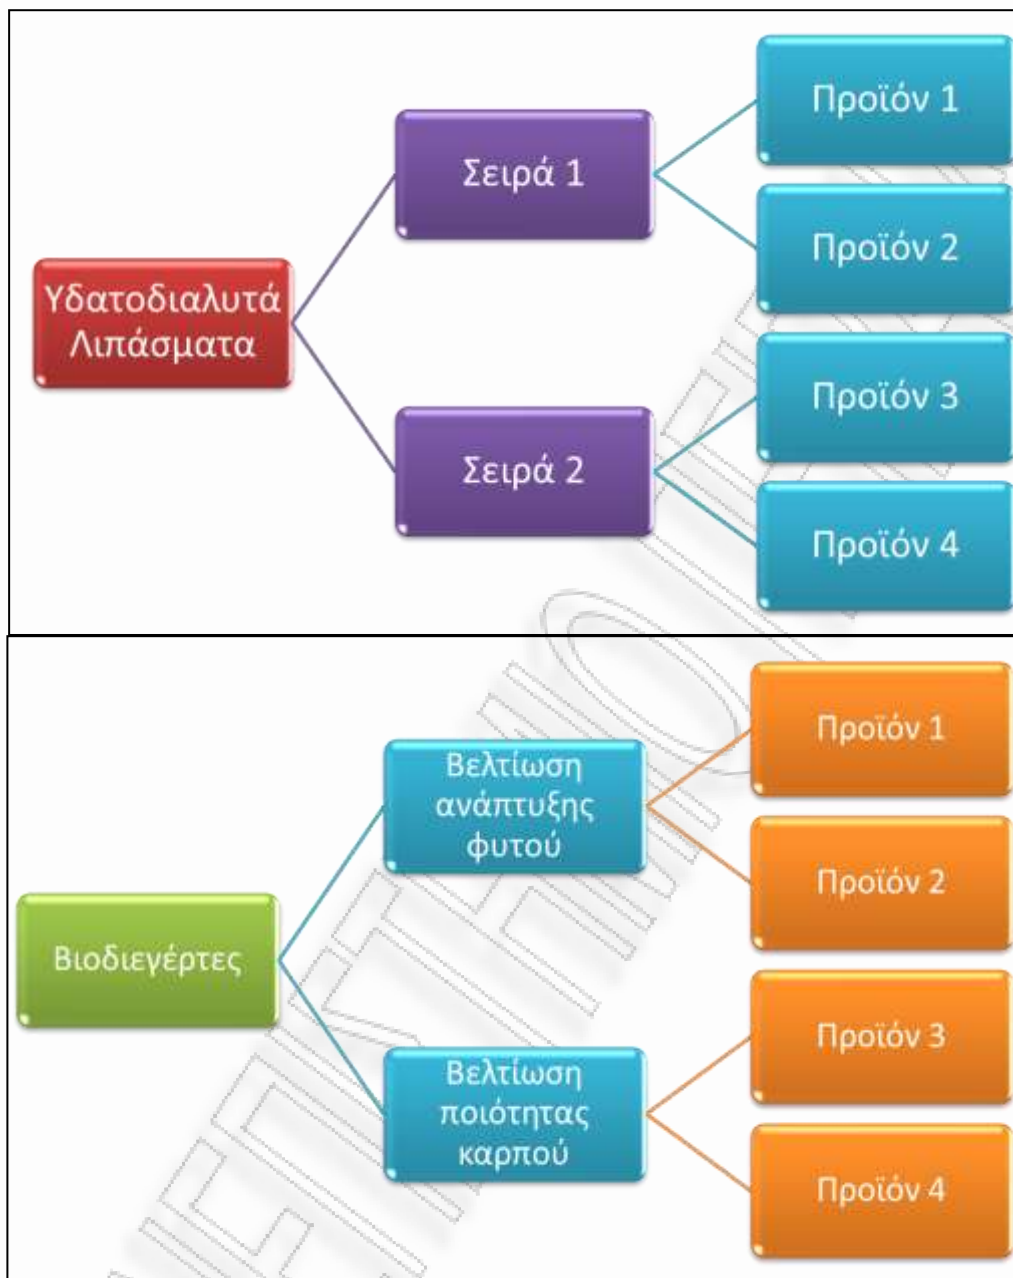 Υδατοδιαλυτά
Λιπάσματα
Σειρά 1
Σειρά 2
Προϊόν 1
Προϊόν 2
Προϊόν 3
Προϊόν 4
Βιοδιεγέρτες
Βελτίωση
ανάπτυξης
φυτού
Βελτίωση
ποιότητας
καρπού
Προϊόν 1
Προϊόν 2
Προϊόν 3
Προϊόν 4